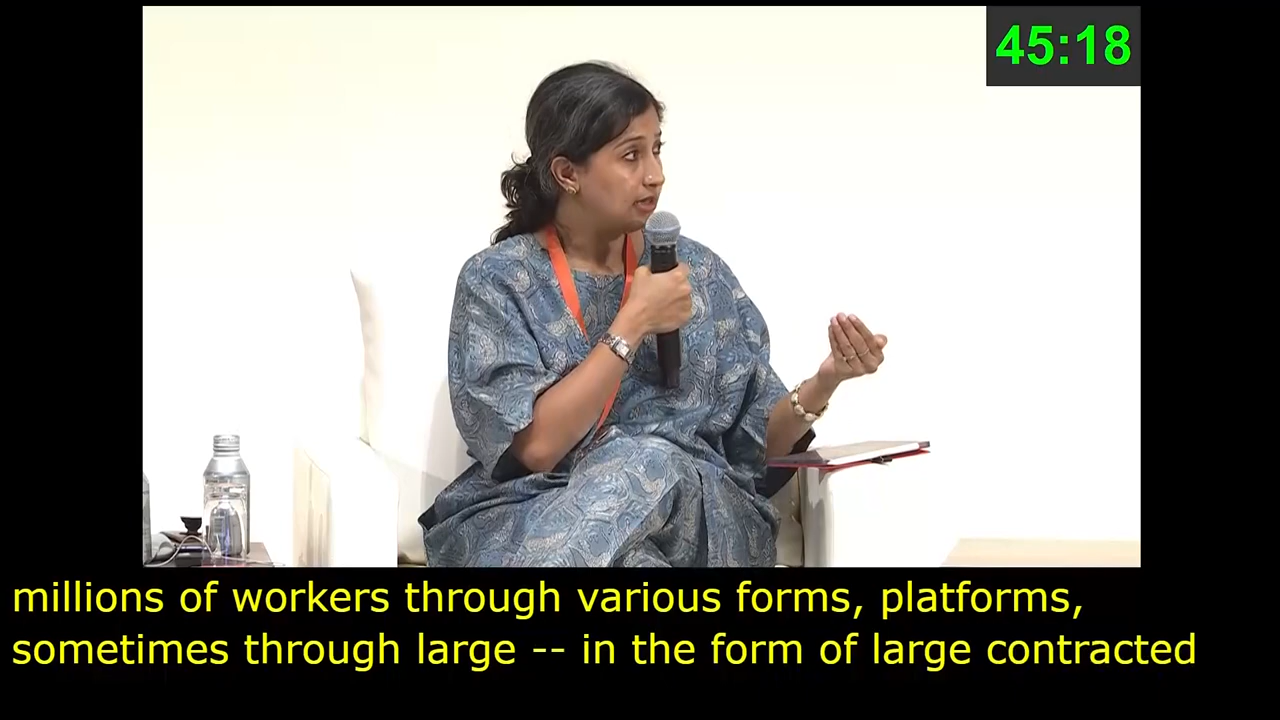 45:18
millions of workers through various forms, platforms,
sometimes through large -- in the form of large contracted